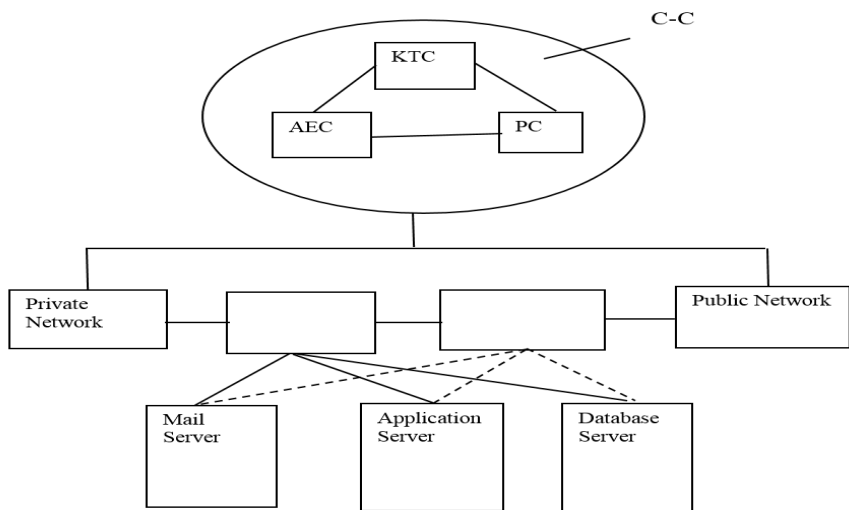 C-C
KTC
AEC
PC
Private
Network
Public Network
Mail
Server
Application
Server
Database
Server